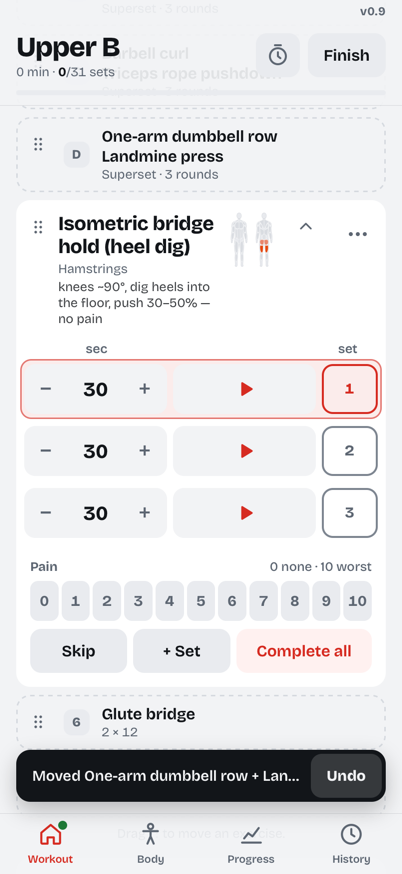 Superset · 3 rounds
v0.9
Upper B
Barbell curl
Triceps rope pushdown
Finish
0 min · 0/31 sets
Superset · 3 rounds
D
One-arm dumbbell row
Landmine press
Superset · 3 rounds
Isometric bridge
hold (heel dig)
Hamstrings
knees ~90°, dig heels into
the floor, push 30–50% —
no pain
sec
set
− 30 + 1
− 30 + 2
− 30 + 3
Pain
0 none · 10 worst
0 1 2 3 4 5 6 7 8 9 10
Skip
+ Set
Complete all
6
Glute bridge
2 × 12
Moved One-arm dumbbell row + Lan...
Undo
Drag to move an exercise
Workout
Body
Progress
History